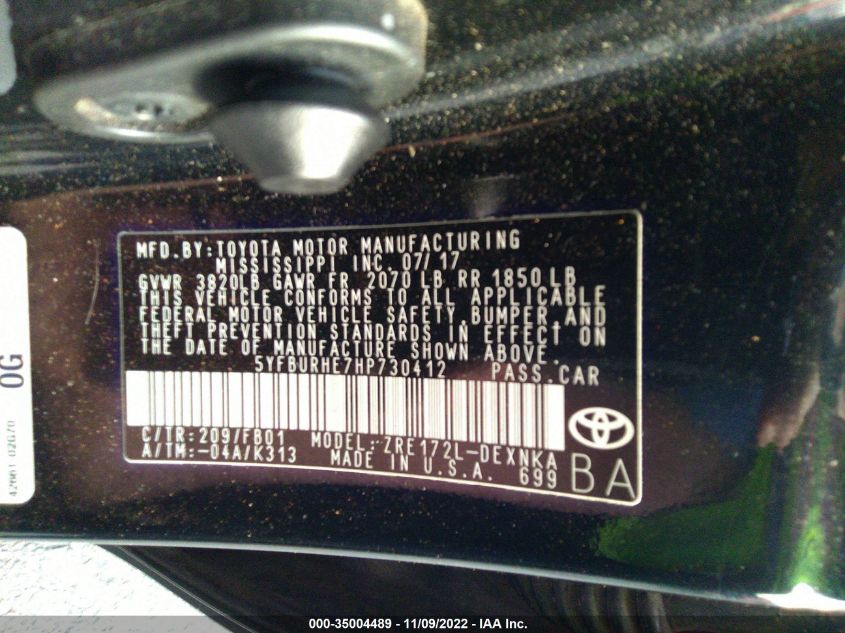 MFD.BY:TOYOTA MOTOR MANUFACTURING
MISSISSIPPI INC. 07/17
GVWR 3820LB GAWR FR 2070 LB RR 1850 LB
THIS VEHICLE CONFORMS TO ALL APPLICABLE
FEDERAL MOTOR VEHICLE SAFETY,BUMPER,AND
THEFT PREVENTION STANDARDS IN EFFECT ON
THE DATE OF MANUFACTURE SHOWN ABOVE.
5YFBURHE7HP730412 PASS.CAR
C/TR:209/FB01 MODEL:ZRE172L-DEXNKA
A/TM:-04A/K313 MADE IN U.S.A. 699
BA
0G
42661-02G70
000-35004489 - 11/09/2022 - IAA Inc.